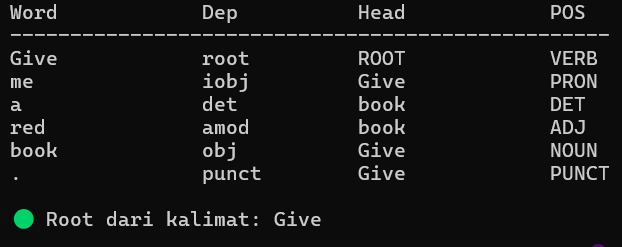 Word Dep Head POS
--------------------------------------------------
Give root ROOT VERB
me iobj Give PRON
a det book DET
red amod book ADJ
book obj Give NOUN
. punct Give PUNCT
Root dari kalimat: Give